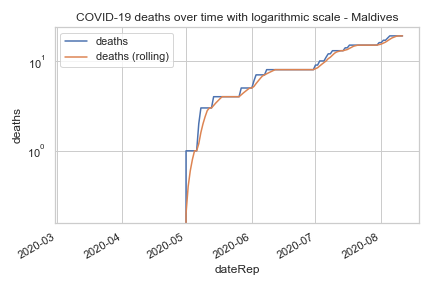 COVID-19 deaths over time with logarithmic scale - Maldives
deaths
deaths (rolling)
10¹
10⁰
deaths
2020-03
2020-04
2020-05
2020-06
2020-07
2020-08
dateRep